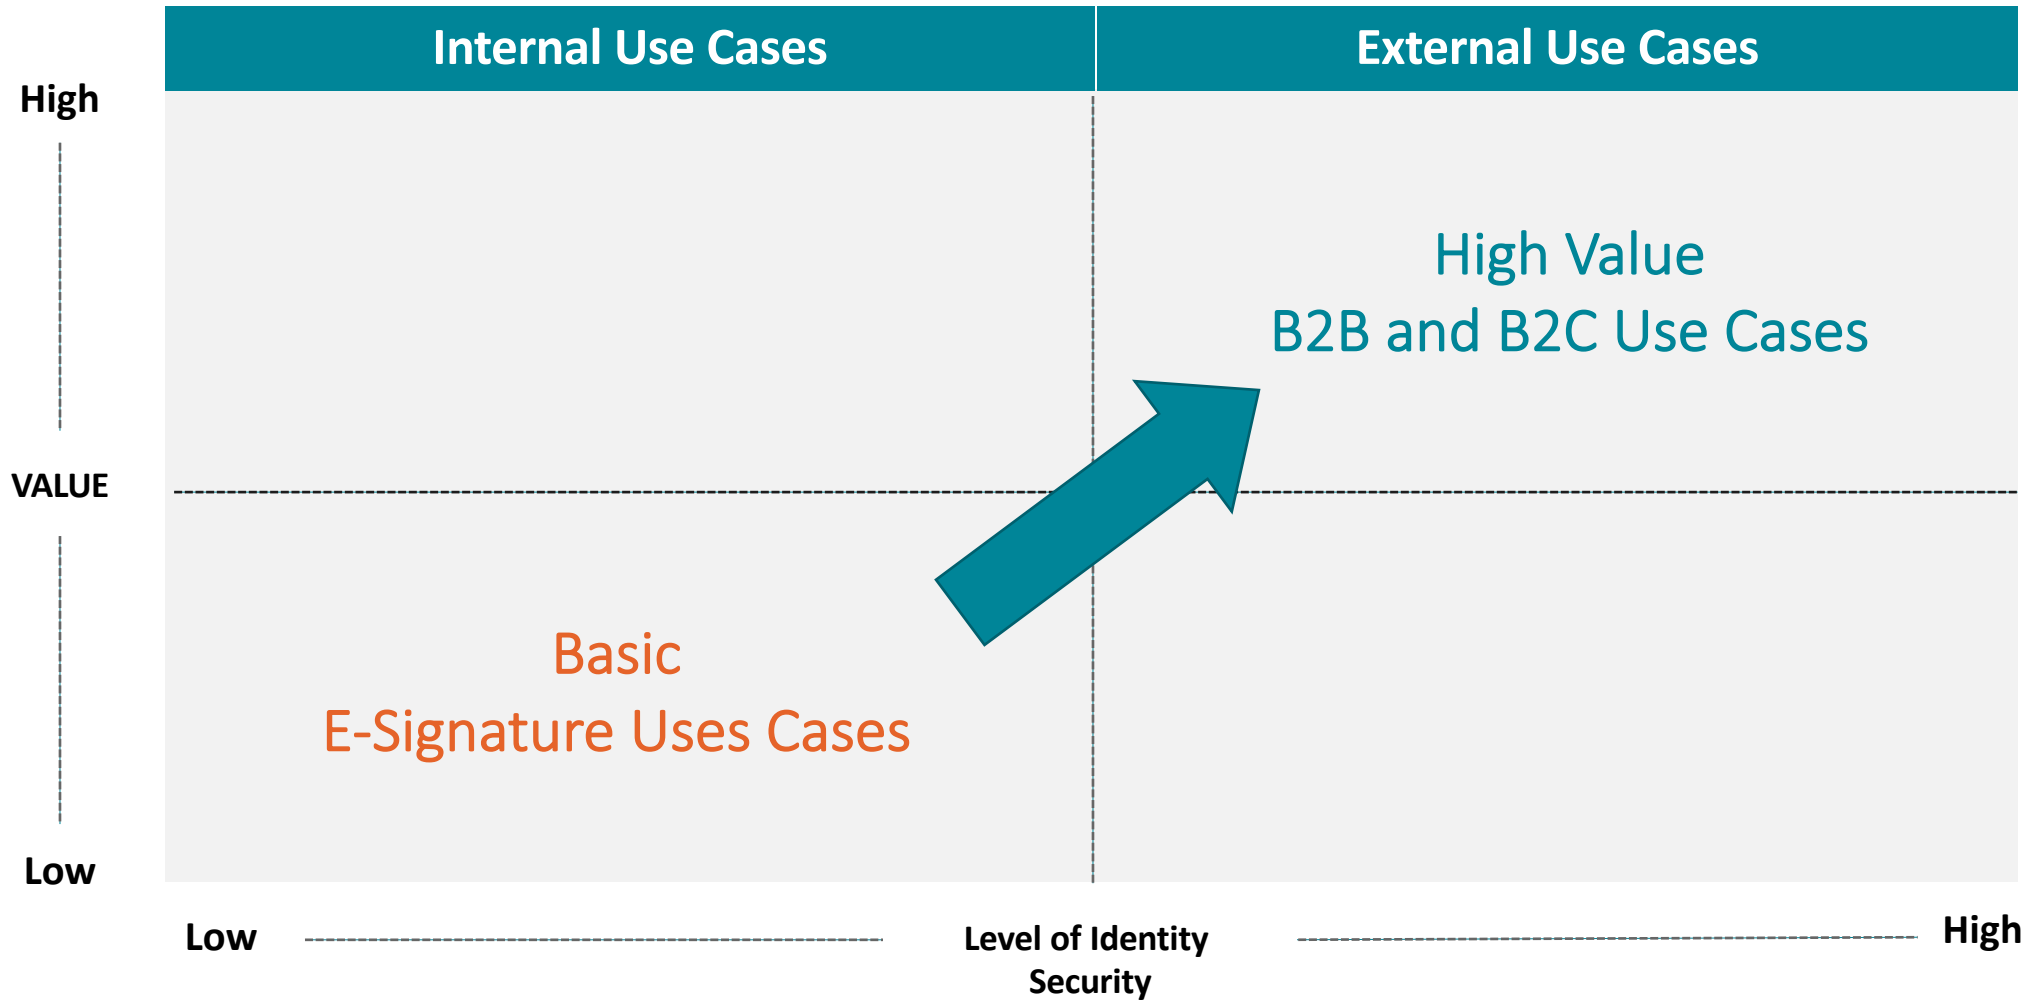 Internal Use Cases
External Use Cases
High
High Value
B2B and B2C Use Cases
VALUE
Basic
E-Signature Uses Cases
Low
Low
Level of Identity
Security
High